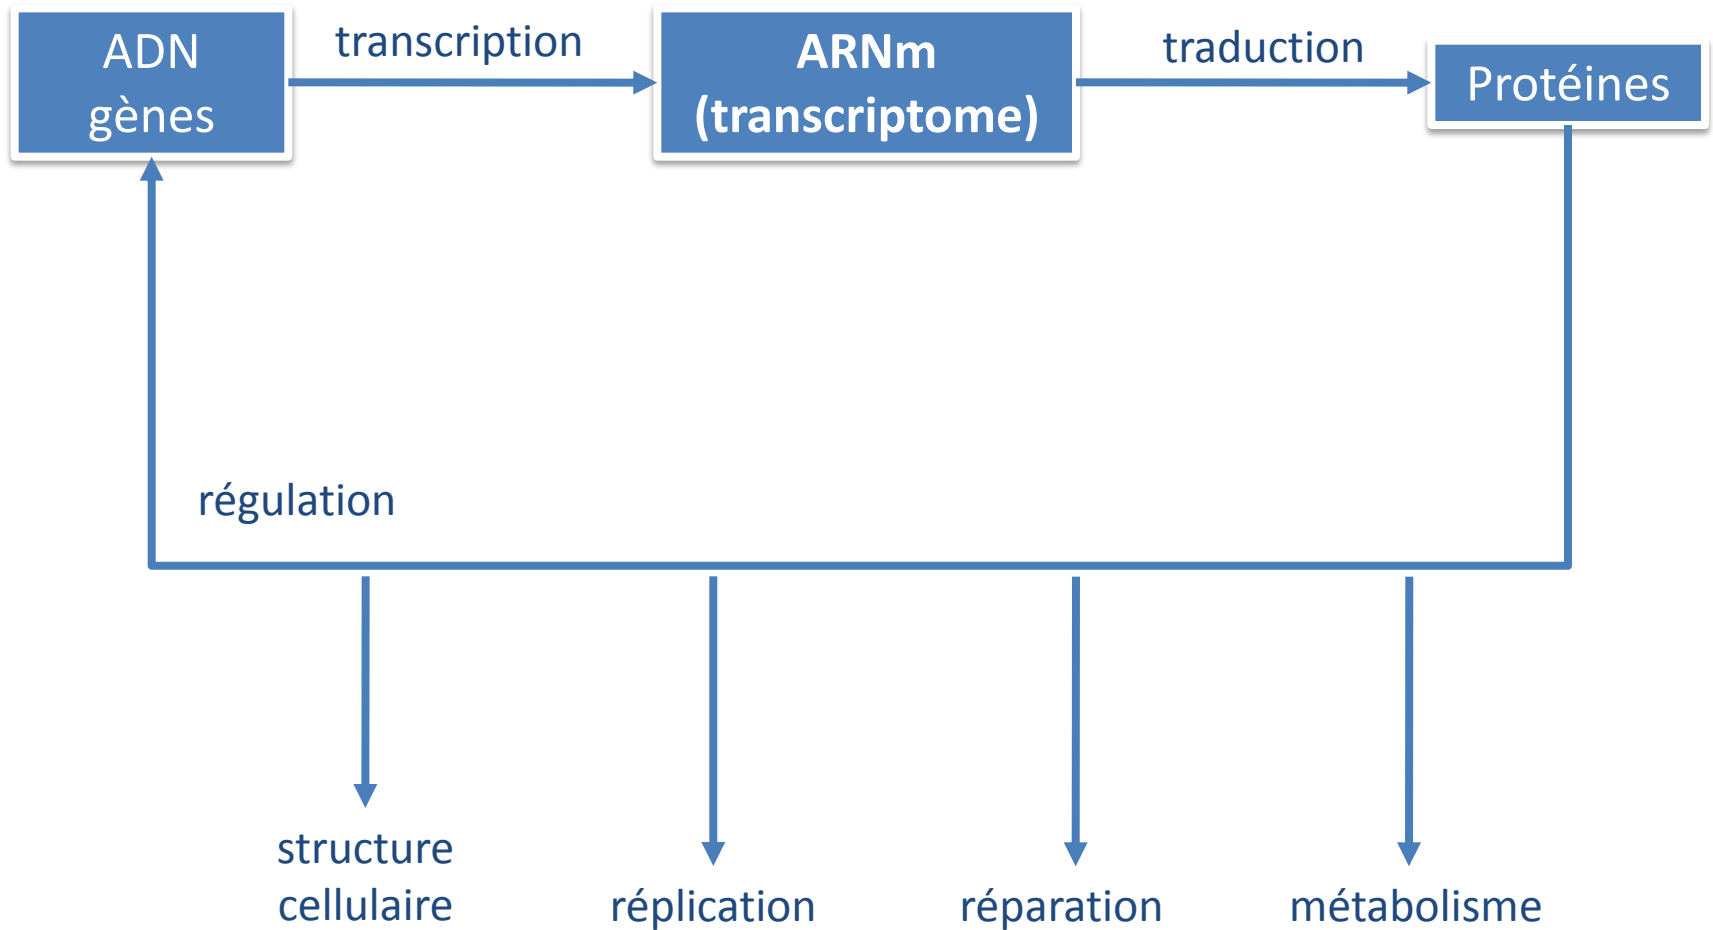 ADN
gènes
transcription
ARNm
(transcriptome)
traduction
Protéines
régulation
structure
cellulaire
réplication
réparation
métabolisme